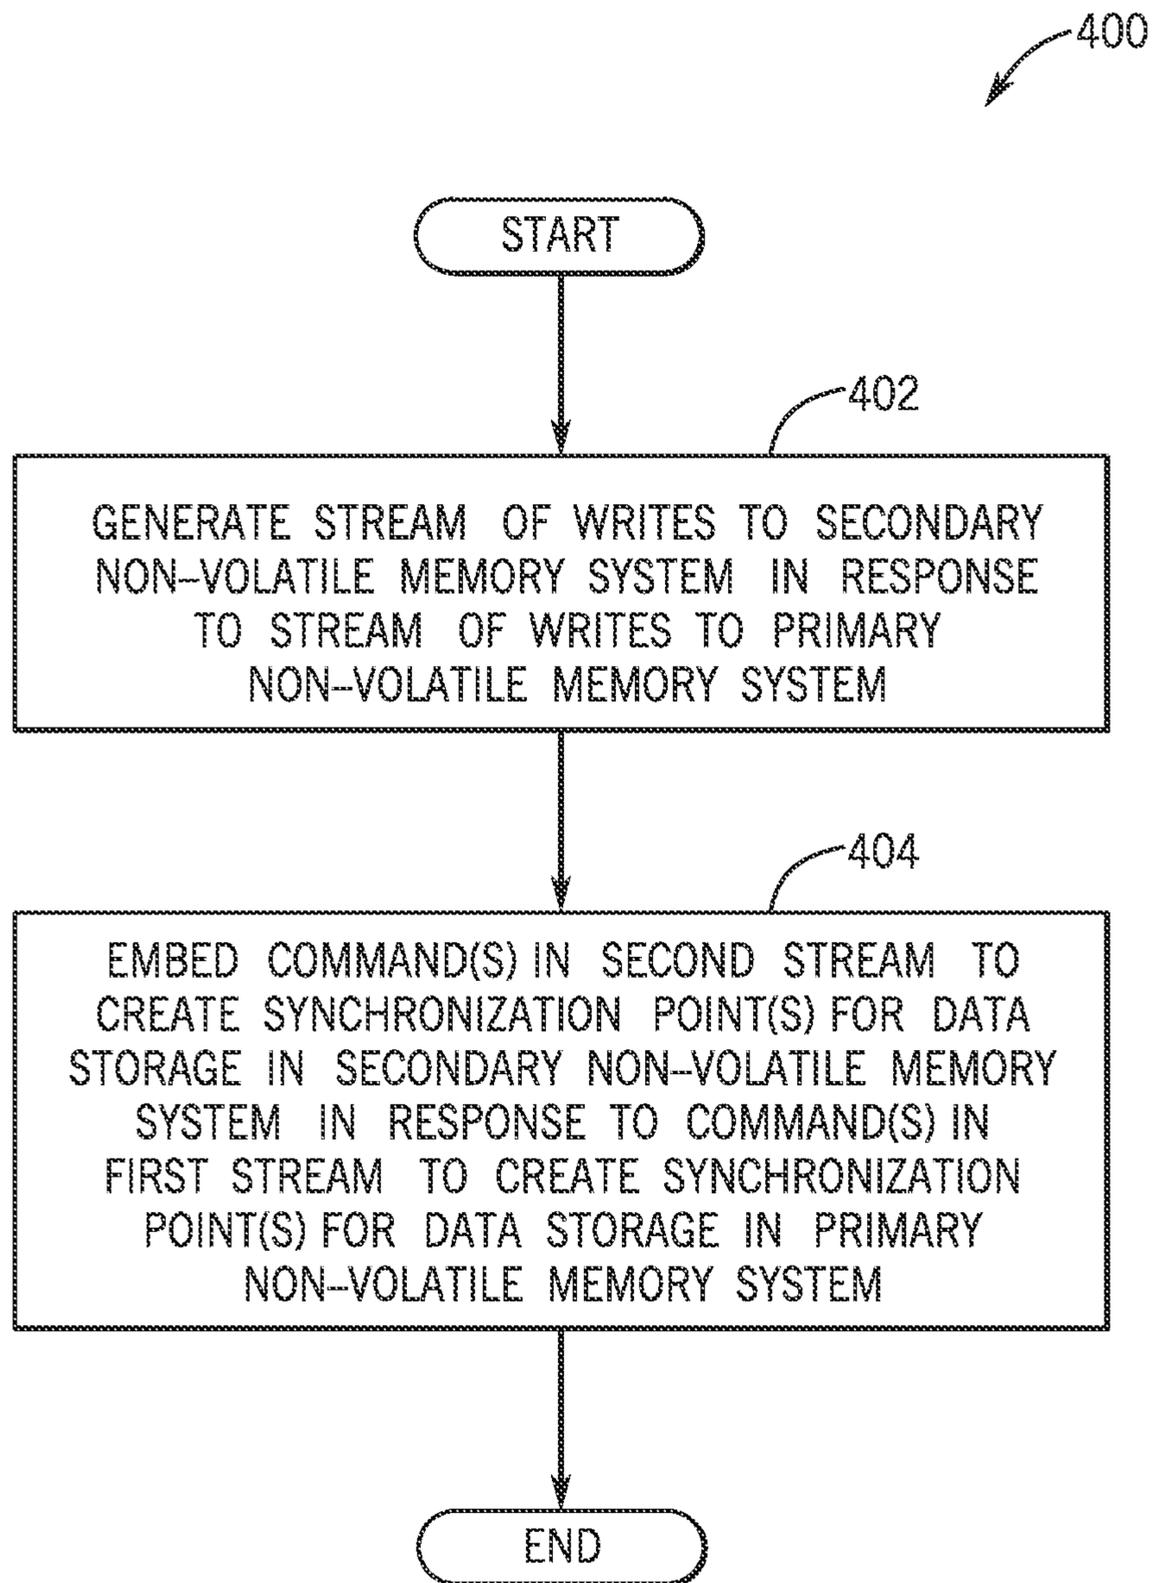 400
START
402
GENERATE STREAM OF WRITES TO SECONDARY
NON-VOLATILE MEMORY SYSTEM IN RESPONSE
TO STREAM OF WRITES TO PRIMARY
NON-VOLATILE MEMORY SYSTEM
404
EMBED COMMAND(S) IN SECOND STREAM TO
CREATE SYNCHRONIZATION POINT(S) FOR DATA
STORAGE IN SECONDARY NON-VOLATILE MEMORY
SYSTEM IN RESPONSE TO COMMAND(S) IN
FIRST STREAM TO CREATE SYNCHRONIZATION
POINT(S) FOR DATA STORAGE IN PRIMARY
NON-VOLATILE MEMORY SYSTEM
END